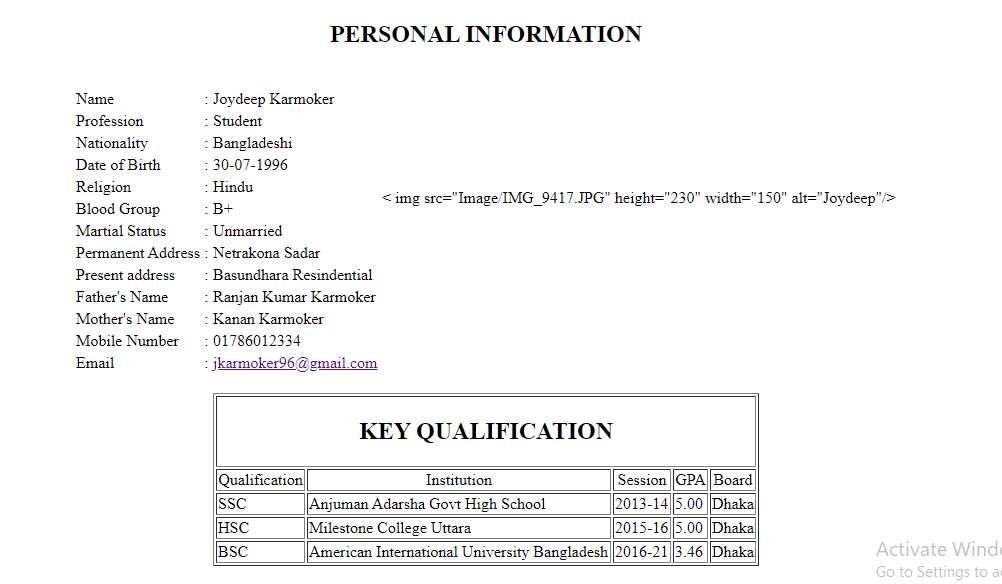 PERSONAL INFORMATION
Name : Joydeep Karmoker
Profession : Student
Nationality : Bangladeshi
Date of Birth : 30-07-1996
Religion : Hindu
< img src="Image/IMG_9417.JPG" height="230" width="150" alt="Joydeep"/>
Blood Group : B+
Martial Status : Unmarried
Permanent Address : Netrakona Sadar
Present address : Basundhara Resindential
Father's Name : Ranjan Kumar Karmoker
Mother's Name : Kanan Karmoker
Mobile Number : 01786012334
Email : jkarmoker96@gmail.com
KEY QUALIFICATION
Qualification Institution Session GPA Board
SSC Anjuman Adarsha Govt High School 2013-14 5.00 Dhaka
HSC Milestone College Uttara 2015-16 5.00 Dhaka
BSC American International University Bangladesh 2016-21 3.46 Dhaka
Activate Wind
Go to Settings to a